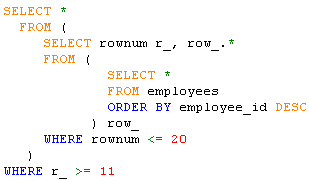 SELECT *
FROM (
SELECT rownum r_, row_.*
FROM (
SELECT *
FROM employees
ORDER BY employee_id DESC
) row_
WHERE rownum <= 20
)
WHERE r_ >= 11